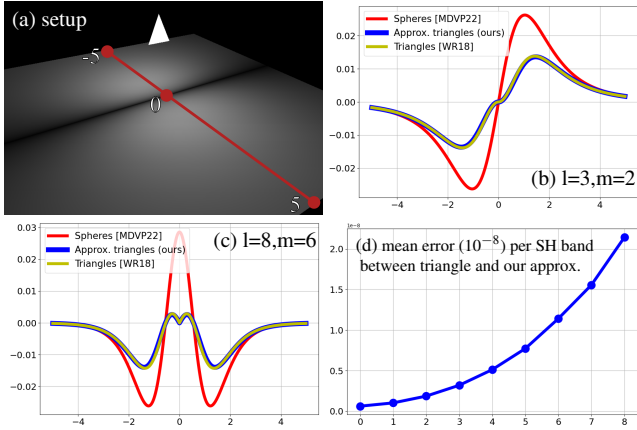 (a) setup
-5
0
5
Spheres [MDVP22]
Approx. triangles (ours)
Triangles [WR18]
0.02
0.01
0.00
−0.01
−0.02
−4 −2 0 2 4
(b) l=3,m=2
Spheres [MDVP22]
Approx. triangles (ours)
Triangles [WR18]
(c) l=8,m=6
0.03
0.02
0.01
0.00
−0.01
−0.02
−4 −2 0 2 4
1e−8
(d) mean error (10⁻⁸) per SH band
between triangle and our approx.
2.0
1.5
1.0
0.5
0.0
0 1 2 3 4 5 6 7 8